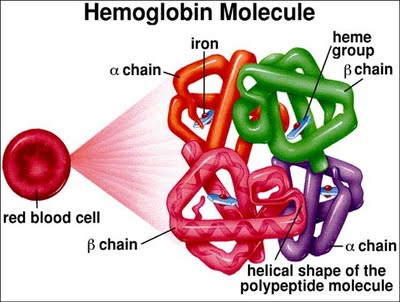 Hemoglobin Molecule
α chain
iron
heme
group
β chain
red blood cell
β chain
α chain
helical shape of the
polypeptide molecule